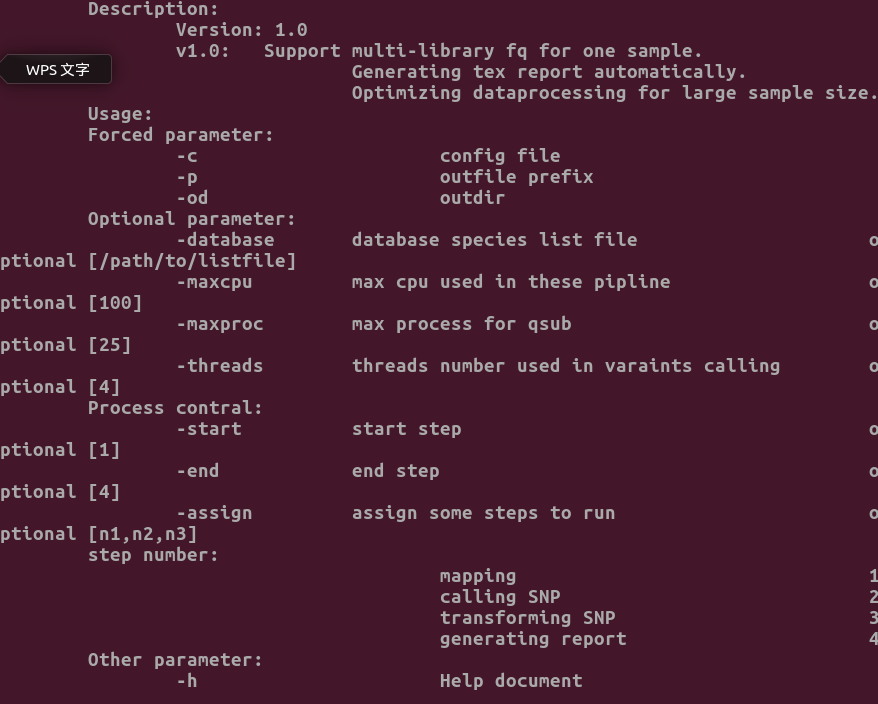 Description:
Version: 1.0
v1.0: Support multi-library fq for one sample.
WPS 文字
Generating tex report automatically.
Optimizing dataprocessing for large sample size.
Usage:
Forced parameter:
-c config file
-p outfile prefix
-od outdir
Optional parameter:
-database database species list file o
ptional [/path/to/listfile]
-maxcpu max cpu used in these pipline o
ptional [100]
-maxproc max process for qsub o
ptional [25]
-threads threads number used in varaints calling o
ptional [4]
Process contral:
-start start step o
ptional [1]
-end end step o
ptional [4]
-assign assign some steps to run o
ptional [n1,n2,n3]
step number:
mapping 1
calling SNP 2
transforming SNP 3
generating report 4
Other parameter:
-h Help document